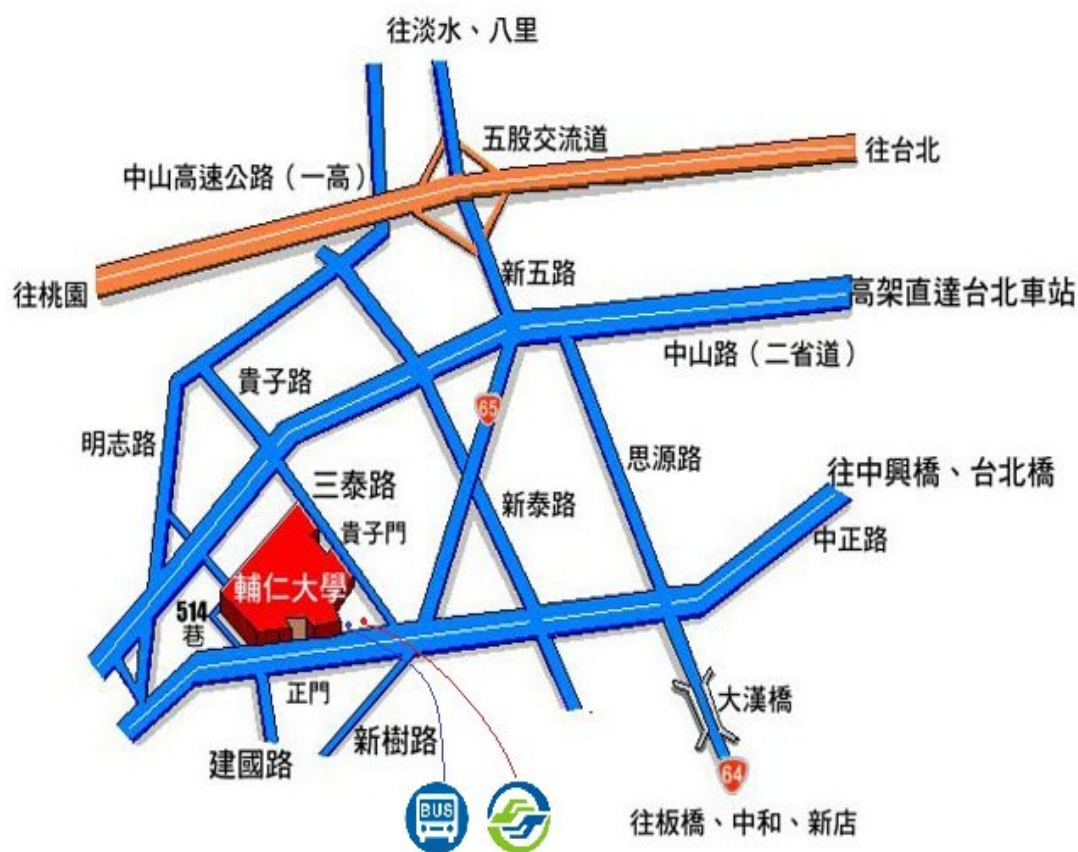 往淡水、八里
五股交流道
往台北
中山高速公路（一高）
往桃園
新五路
高架直達台北車站
中山路（二省道）
貴子路
65
明志路
思源路
往中興橋、台北橋
三泰路
新泰路
貴子門
中正路
輔仁大學
514
巷
正門
大漢橋
新樹路
建國路
64
BUS
往板橋、中和、新店